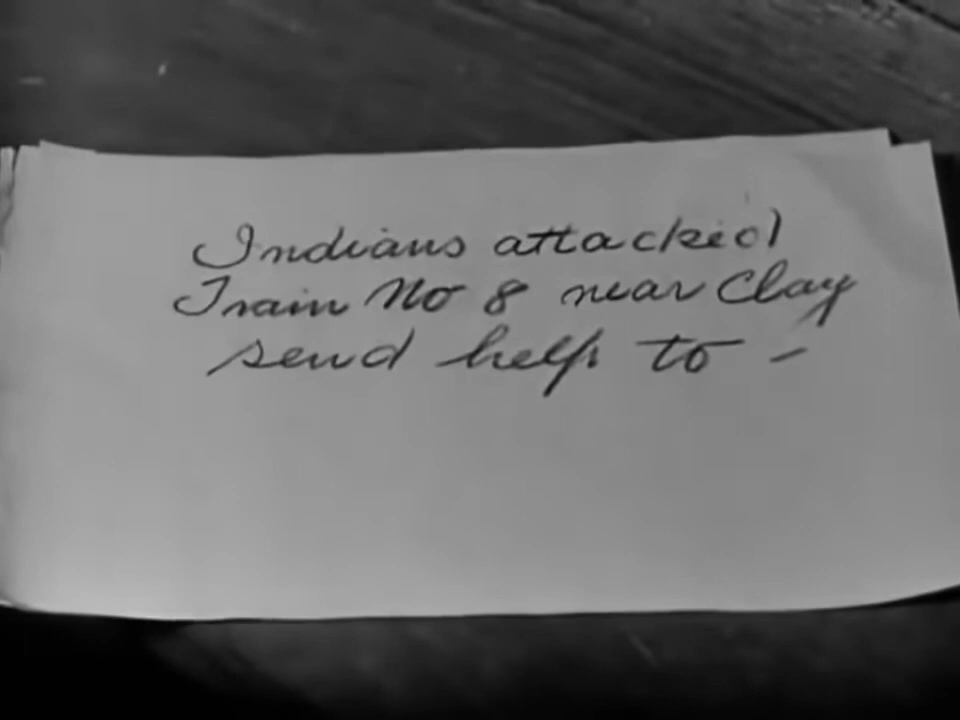 Indians attacked
Train No 8 near Clay
send help to -